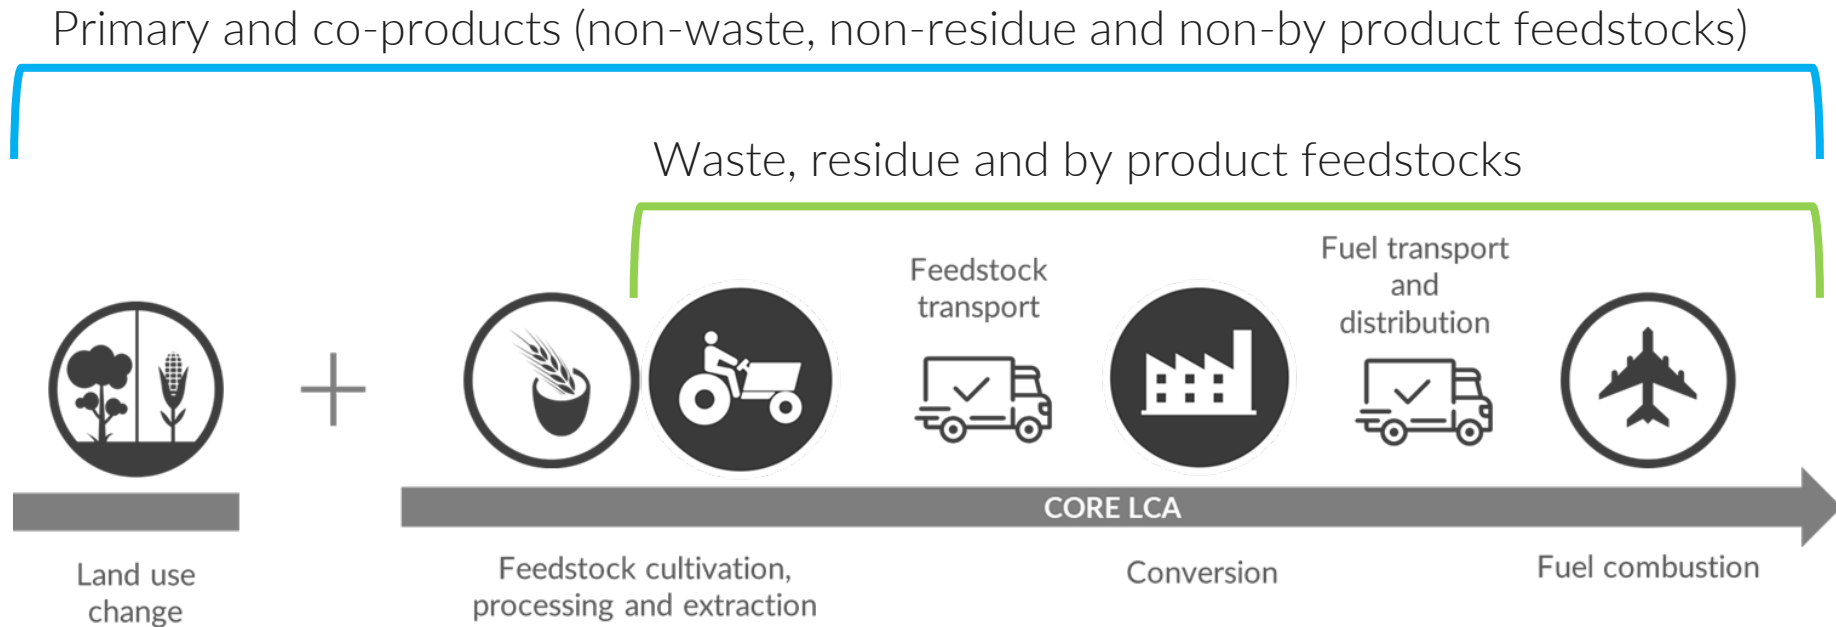 Primary and co-products (non-waste, non-residue and non-by product feedstocks)
Waste, residue and by product feedstocks
Feedstock
transport
Fuel transport
and
distribution
CORE LCA
Land use
change
Feedstock cultivation,
processing and extraction
Conversion
Fuel combustion